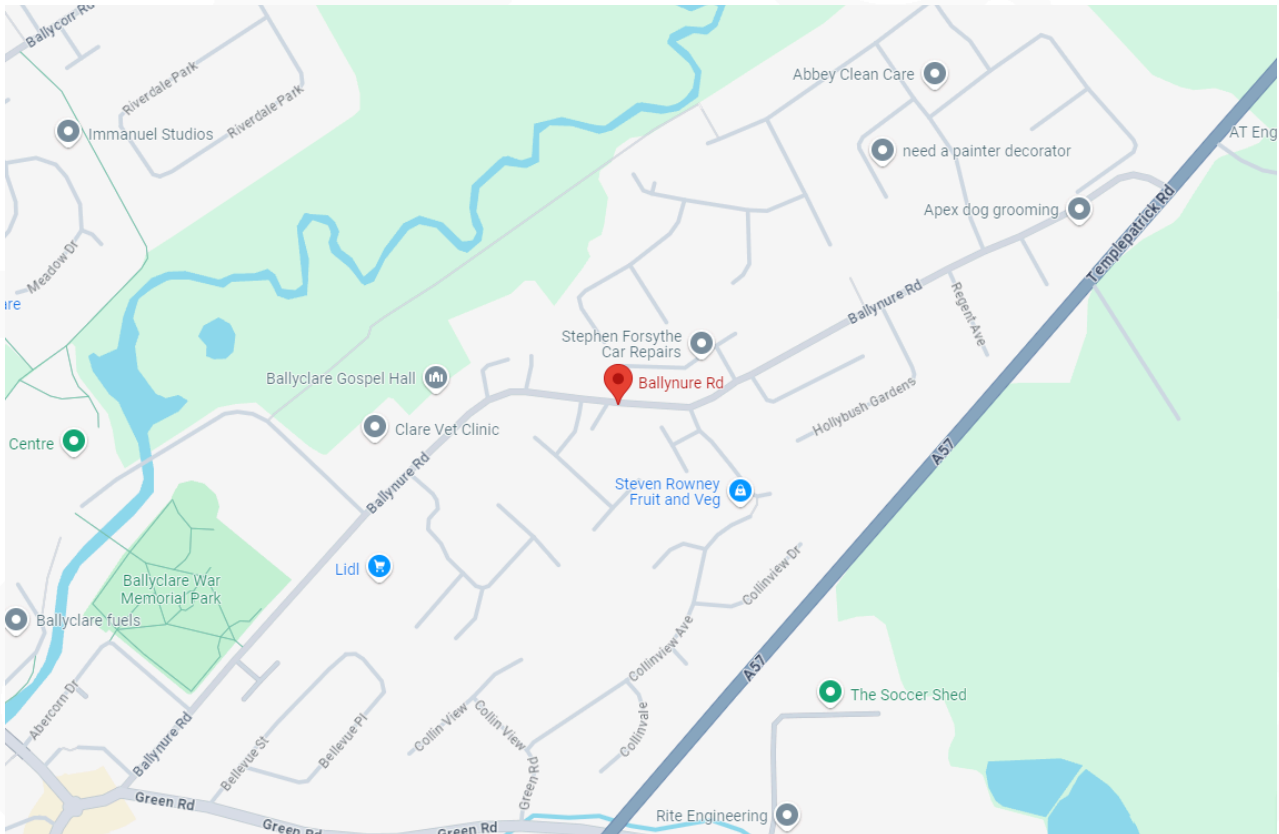 Ballycorr Rd
Riverdale Park
Riverdale Park
Immanuel Studios
Abbey Clean Care
need a painter decorator
AT Eng
Apex dog grooming
Templepatrick Rd
Meadow Dr
are
Ballynure Rd
Regent Ave
Stephen Forsythe
Car Repairs
Ballyclare Gospel Hall
Ballynure Rd
Hollybush Gardens
Clare Vet Clinic
Centre
A57
Ballynure Rd
Steven Rowney
Fruit and Veg
Lidl
Ballyclare War
Memorial Park
Collinview Dr
Ballyclare fuels
Collinview Ave
A57
The Soccer Shed
Abercorn Dr
Ballynure Rd
Bellevue St
Bellevue Pl
Collin View
Collin View
Collinvale
Green Rd
Green Rd
Green Rd
Green Rd
Rite Engineering